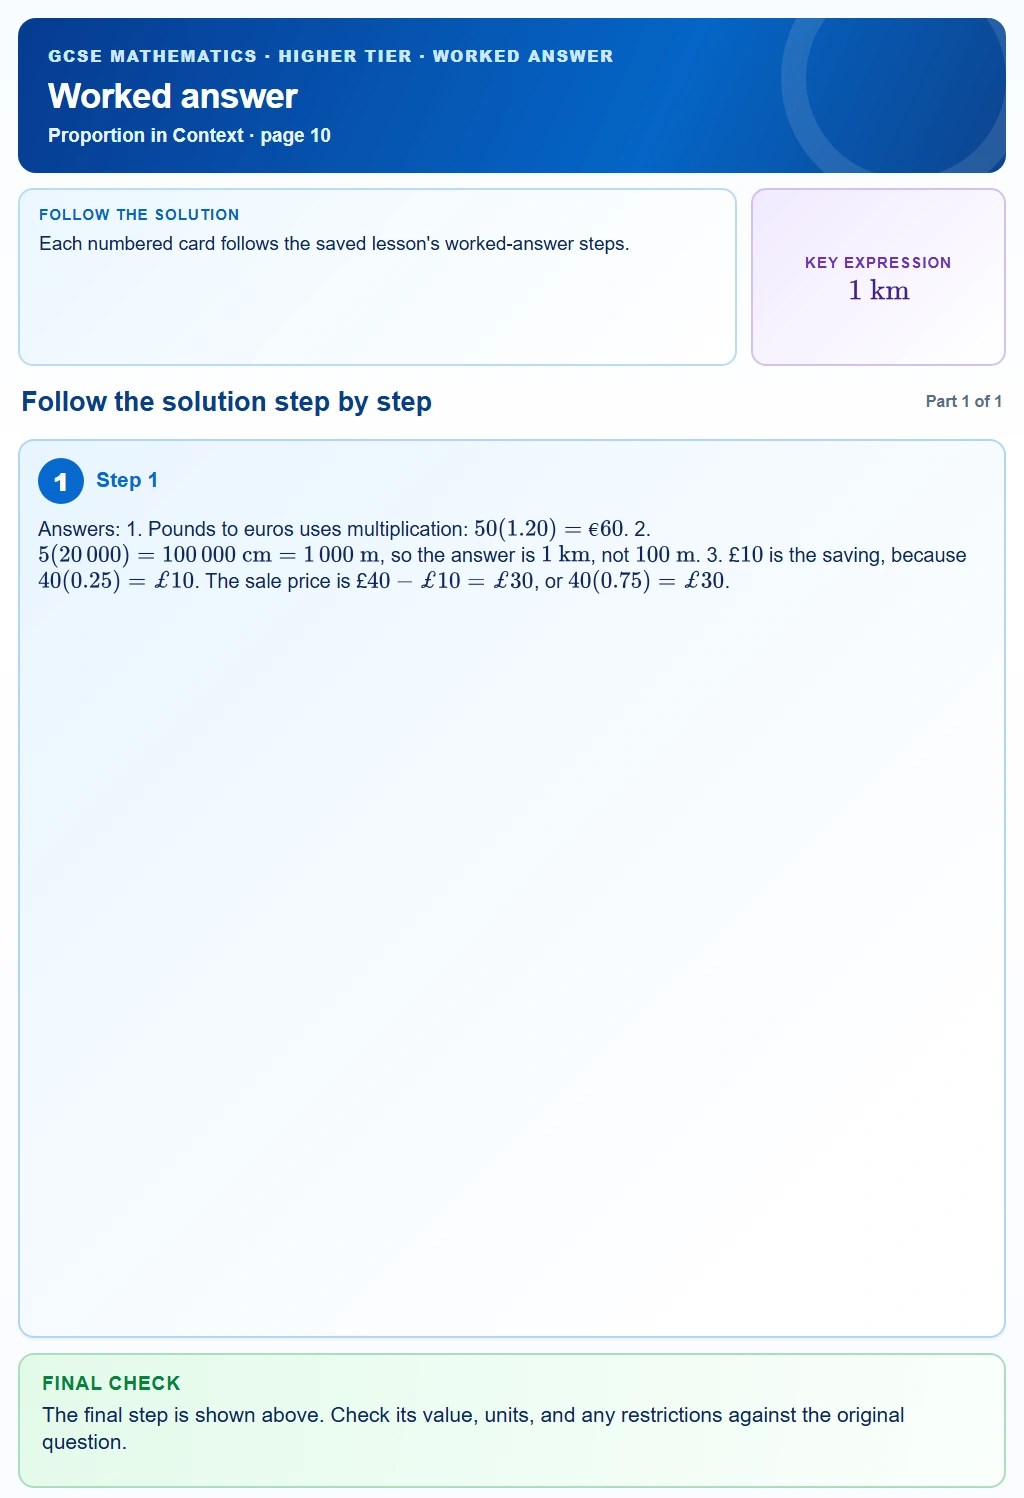 GCSE MATHEMATICS · HIGHER TIER · WORKED ANSWER
Worked answer
Proportion in Context · page 10
FOLLOW THE SOLUTION
Each numbered card follows the saved lesson's worked-answer steps.
KEY EXPRESSION
1 km
Follow the solution step by step
Part 1 of 1
1 Step 1
Answers: 1. Pounds to euros uses multiplication: 50(1.20) = €60. 2.
5(20 000) = 100 000 cm = 1 000 m, so the answer is 1 km, not 100 m. 3. £10 is the saving, because
40(0.25) = £10. The sale price is £40 − £10 = £30, or 40(0.75) = £30.
FINAL CHECK
The final step is shown above. Check its value, units, and any restrictions against the original
question.